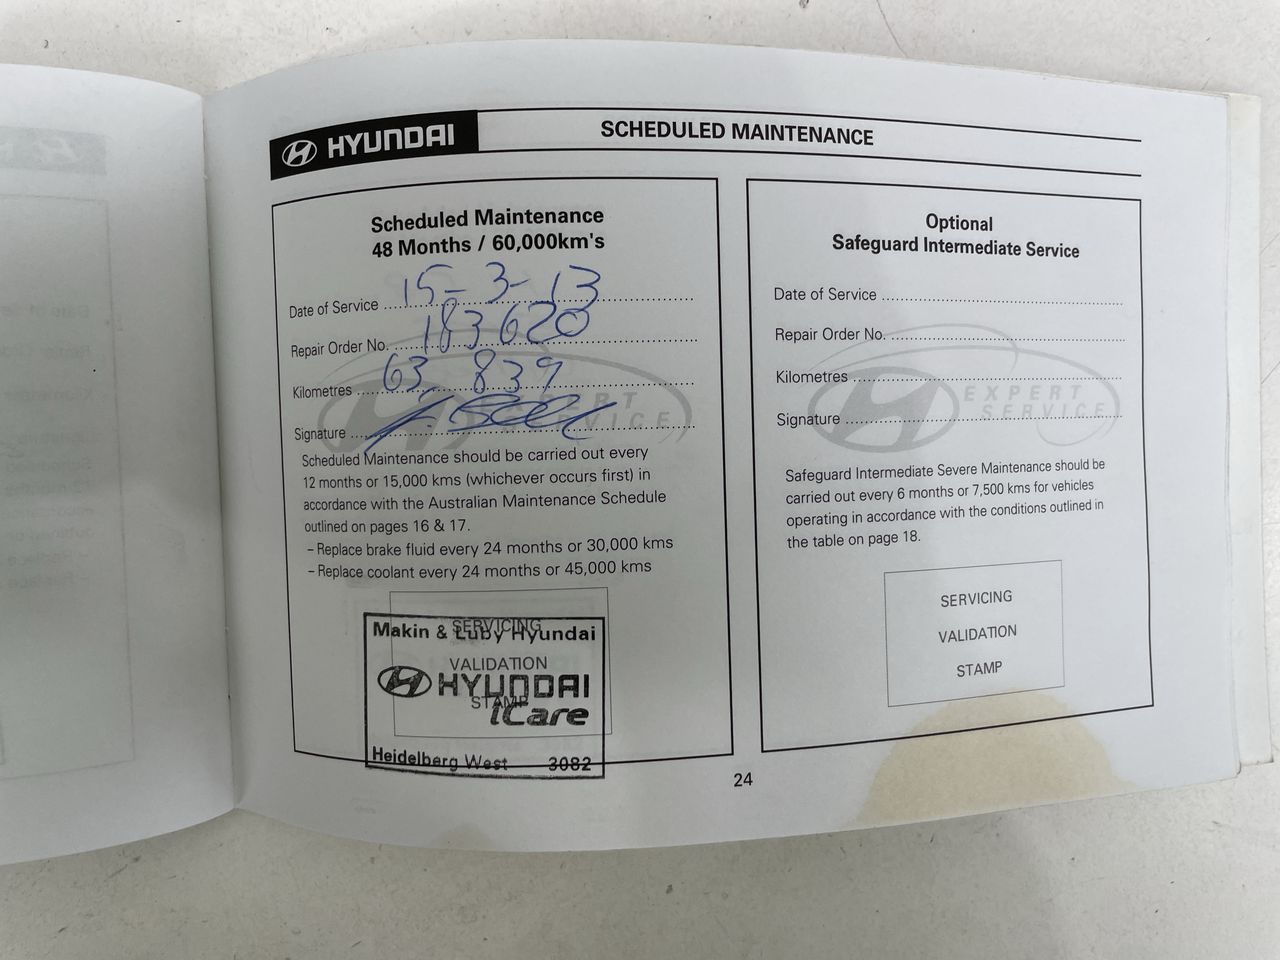 HYUNDAI
SCHEDULED MAINTENANCE
Scheduled Maintenance
48 Months / 60,000km's
Date of Service 15-3-13
Repair Order No. 183620
Kilometres 63,839
Signature
EXPERT
SERVICE
Scheduled Maintenance should be carried out every
12 months or 15,000 kms (whichever occurs first) in
accordance with the Australian Maintenance Schedule
outlined on pages 16 & 17.
– Replace brake fluid every 24 months or 30,000 kms
– Replace coolant every 24 months or 45,000 kms
SERVICING
Makin & Luby Hyundai
VALIDATION
HYUNDAI
STAMP
iCare
Heidelberg West 3082
Optional
Safeguard Intermediate Service
Date of Service
Repair Order No.
Kilometres
Signature
EXPERT
SERVICE
Safeguard Intermediate Severe Maintenance should be
carried out every 6 months or 7,500 kms for vehicles
operating in accordance with the conditions outlined in
the table on page 18.
SERVICING
VALIDATION
STAMP
24